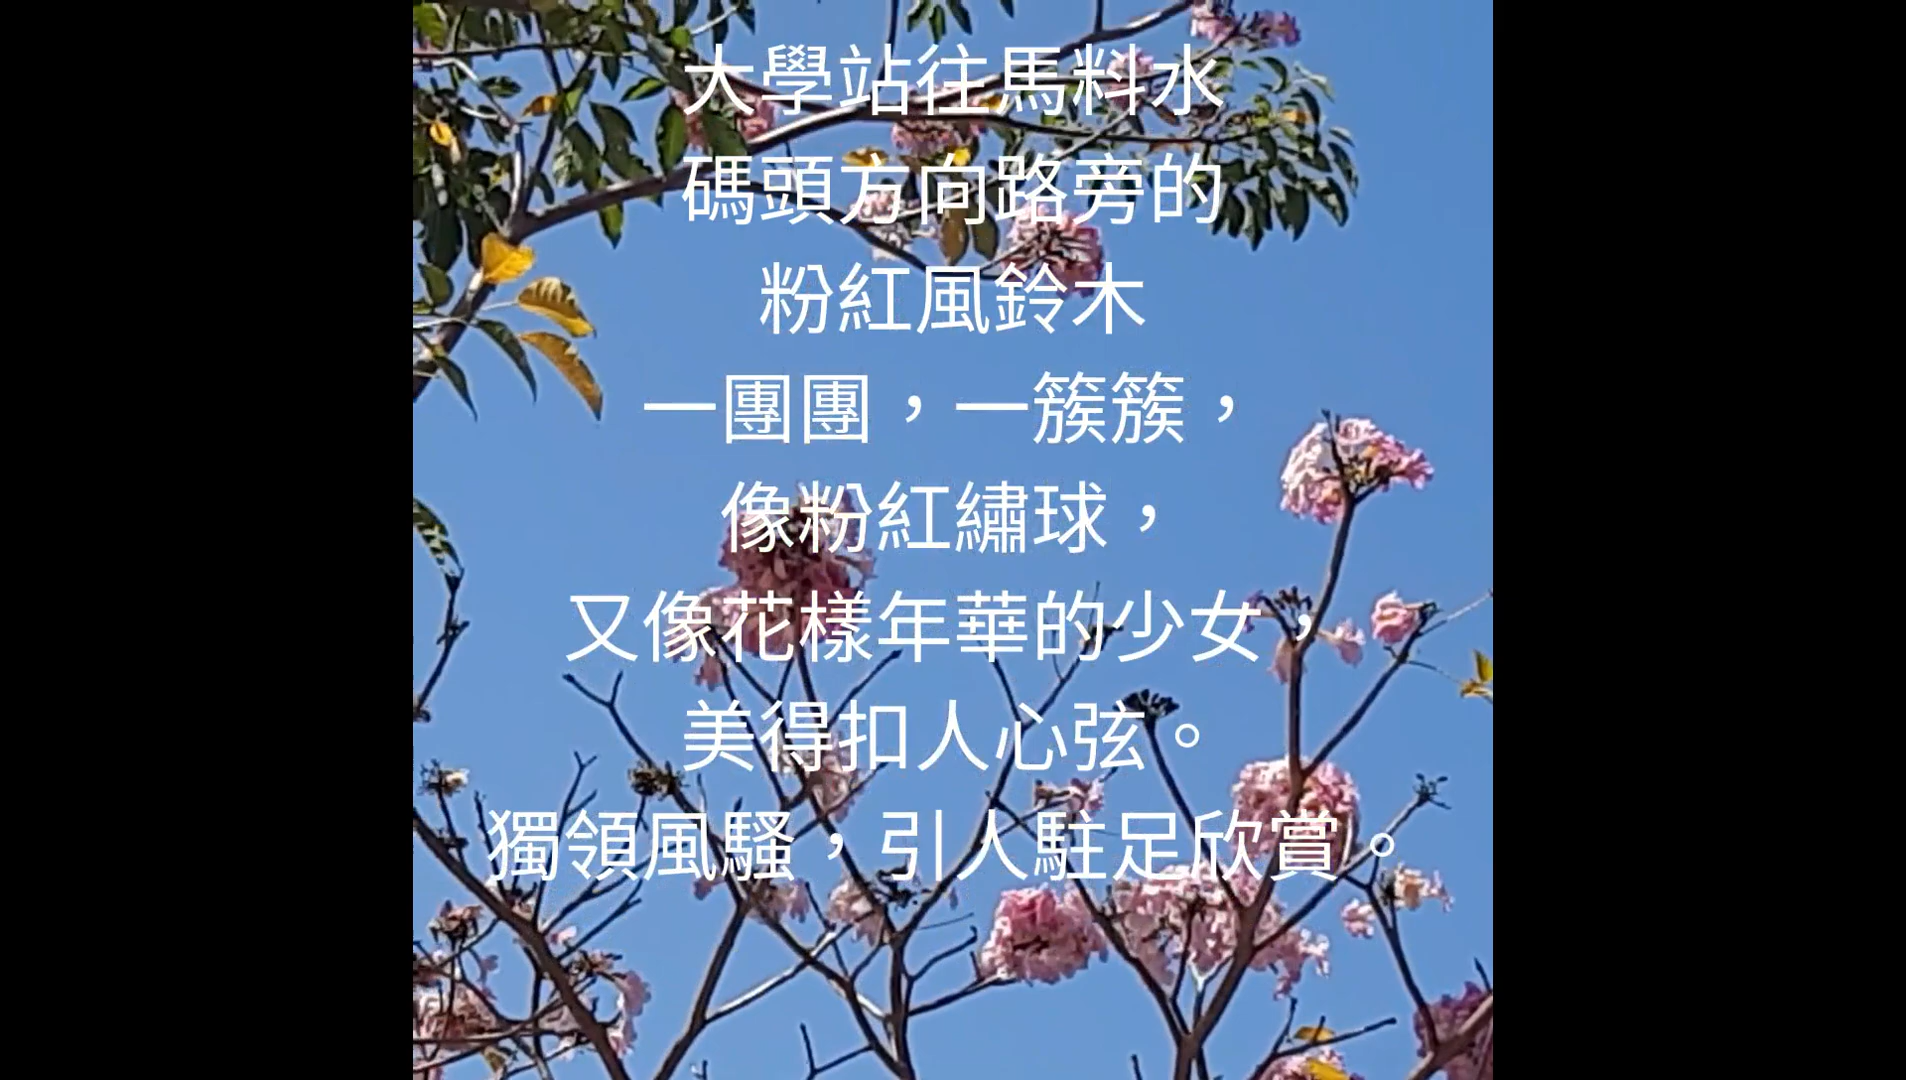 大學站往馬料水
碼頭方向路旁的
粉紅風鈴木
一團團，一簇簇，
像粉紅繡球，
又像花樣年華的少女，
美得扣人心弦。
獨領風騷，引人駐足欣賞。